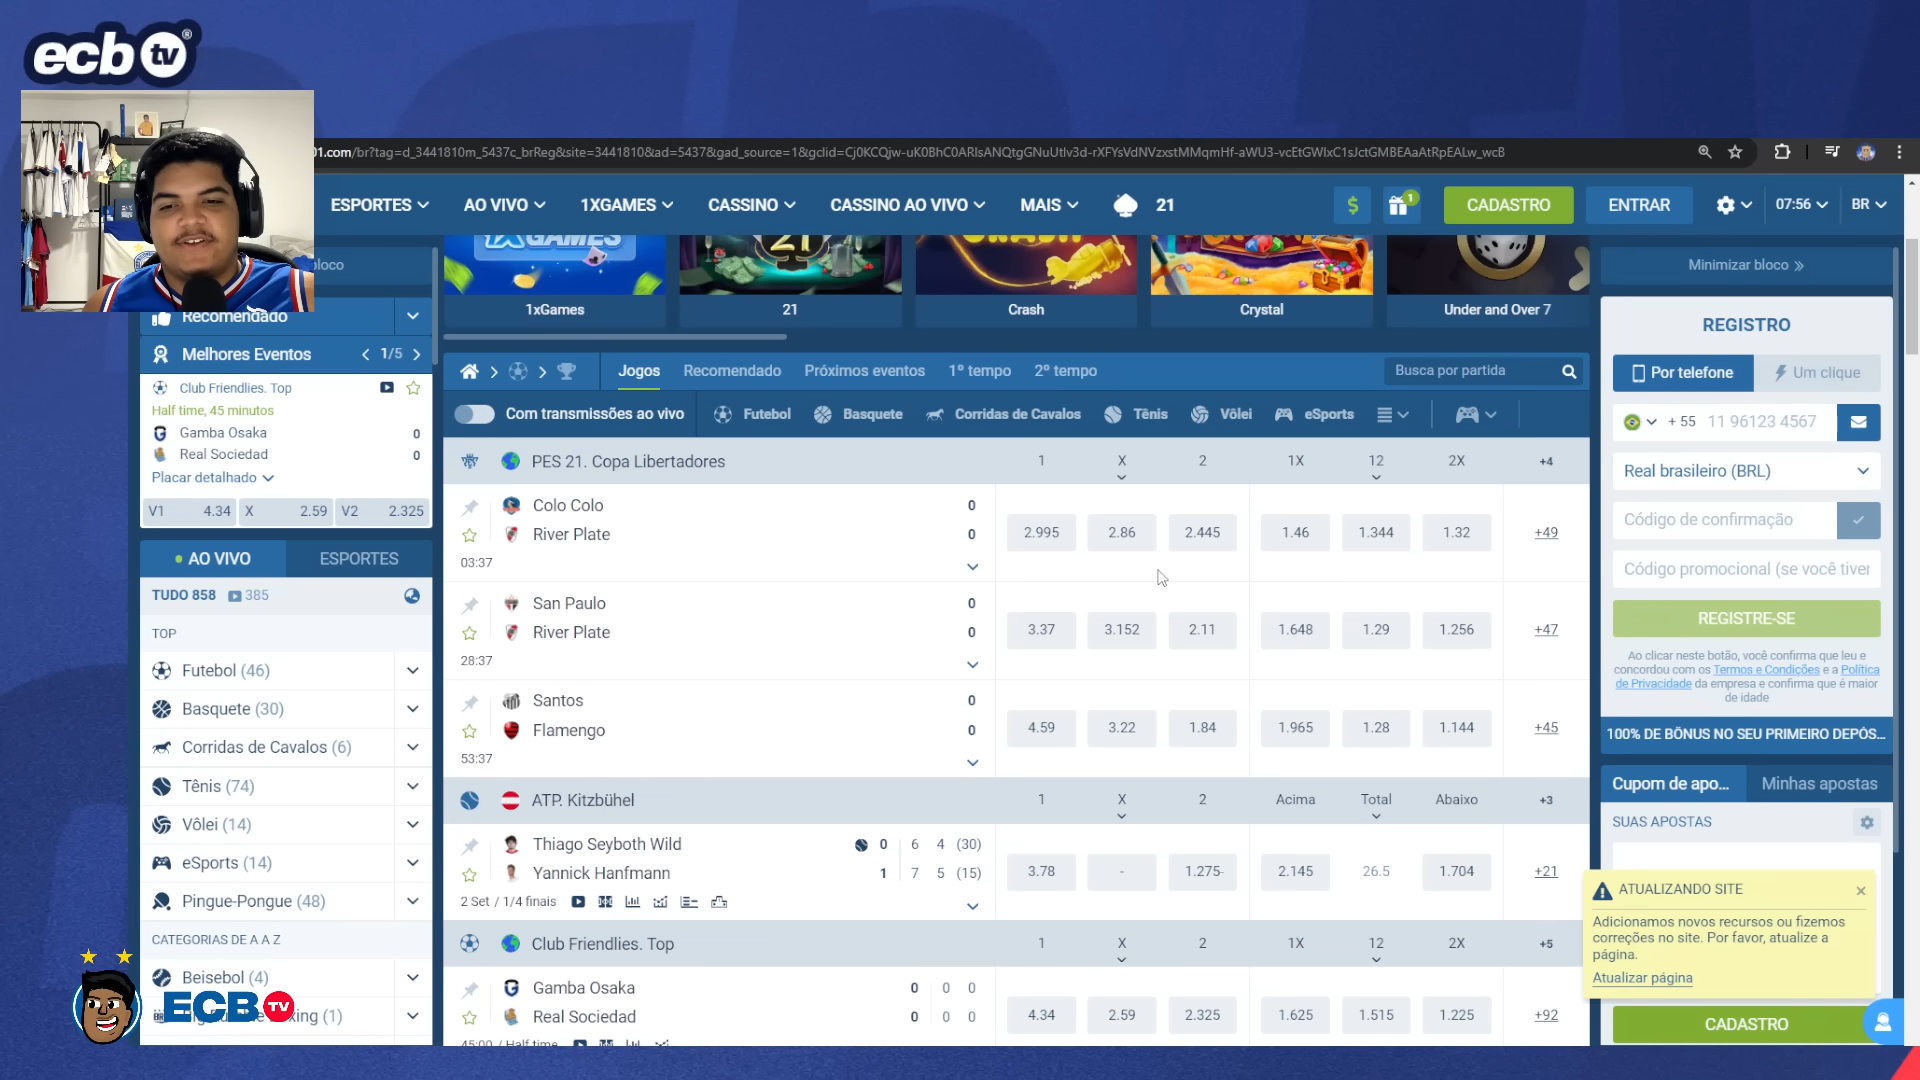 ecb tv
01.com/br?tag=d_3441810m_5437c_brReg&site=3441810&ad=5437&gad_source=1&gclid=Cj0KCQjw-uK0BhC0ARIsANQtgGNuUtlv3d-rXFYsVdNVzxstMMqmHf-aWU3-vcEtGWIxC1sJctGMBEAaAtRpEALw_wcB
ESPORTES
AO VIVO
1XGAMES
CASSINO
CASSINO AO VIVO
MAIS
21
$
1
CADASTRO
ENTRAR
07:56
BR
bloco
Recomendado
Melhores Eventos
1/5
Club Friendlies. Top
Half time, 45 minutos
Gamba Osaka 0
Real Sociedad 0
Placar detalhado
V1 4.34 X 2.59 V2 2.325
AO VIVO ESPORTES
TUDO 858 385
TOP
Futebol (46)
Basquete (30)
Corridas de Cavalos (6)
Tênis (74)
Vôlei (14)
eSports (14)
Pingue-Pongue (48)
CATEGORIAS DE A A Z
Beisebol (4)
(1)
ECB TV
1XGAMES
21
1xGames
21
Crash
Crystal
Under and Over 7
Jogos Recomendado Próximos eventos 1º tempo 2º tempo
Busca por partida
Com transmissões ao vivo Futebol Basquete Corridas de Cavalos Tênis Vôlei eSports
PES 21. Copa Libertadores 1 X 2 1X 12 2X +4
Colo Colo 0
River Plate 0
03:37
2.995 2.86 2.445 1.46 1.344 1.32 +49
San Paulo 0
River Plate 0
28:37
3.37 3.152 2.11 1.648 1.29 1.256 +47
Santos 0
Flamengo 0
53:37
4.59 3.22 1.84 1.965 1.28 1.144 +45
ATP. Kitzbühel 1 X 2 Acima Total Abaixo +3
Thiago Seyboth Wild 0 6 4 (30)
Yannick Hanfmann 1 7 5 (15)
2 Set / 1/4 finais
3.78 - 1.275- 2.145 26.5 1.704 +21
Club Friendlies. Top 1 X 2 1X 12 2X +5
Gamba Osaka 0 0 0
Real Sociedad 0 0 0
45:00 / Half time
4.34 2.59 2.325 1.625 1.515 1.225 +92
Minimizar bloco
REGISTRO
Por telefone Um clique
+ 55 11 96123 4567
Real brasileiro (BRL)
Código de confirmação
Código promocional (se você tiver
REGISTRE-SE
Ao clicar neste botão, você confirma que leu e
concordou com os Termos e Condições e a Política
de Privacidade da empresa e confirma que é maior
de idade
100% DE BÔNUS NO SEU PRIMEIRO DEPÓS...
Cupom de apo... Minhas apostas
SUAS APOSTAS
ATUALIZANDO SITE
Adicionamos novos recursos ou fizemos
correções no site. Por favor, atualize a
página.
Atualizar página
CADASTRO